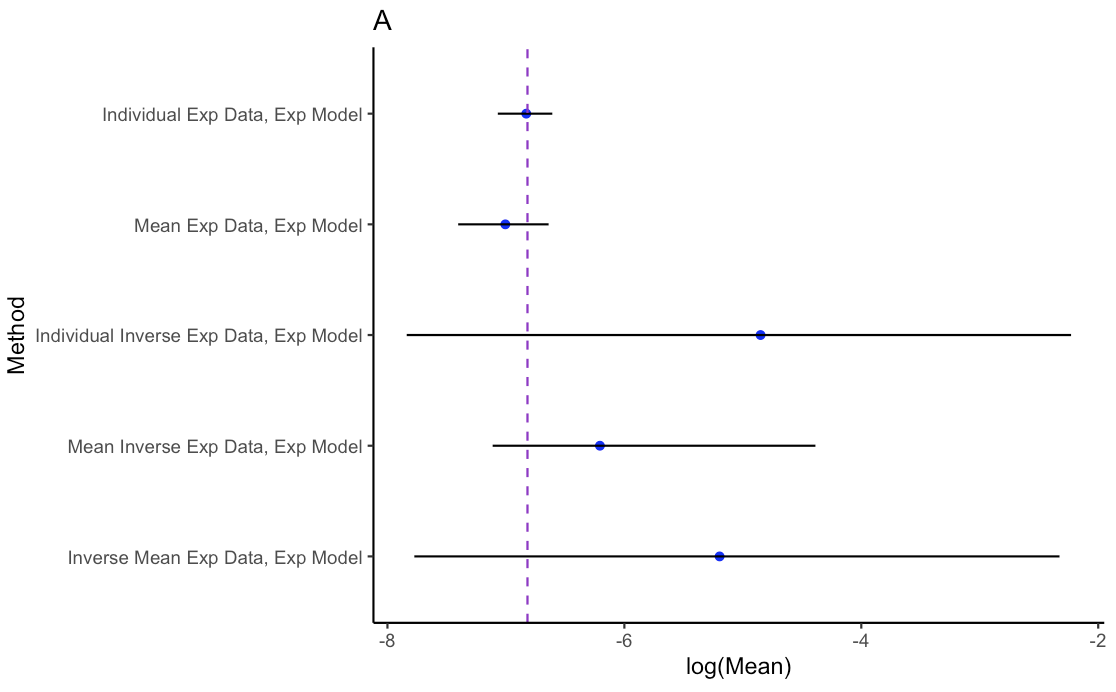 A
Individual Exp Data, Exp Model
Mean Exp Data, Exp Model
Individual Inverse Exp Data, Exp Model
Mean Inverse Exp Data, Exp Model
Inverse Mean Exp Data, Exp Model
Method
-8 -6 -4 -2
log(Mean)